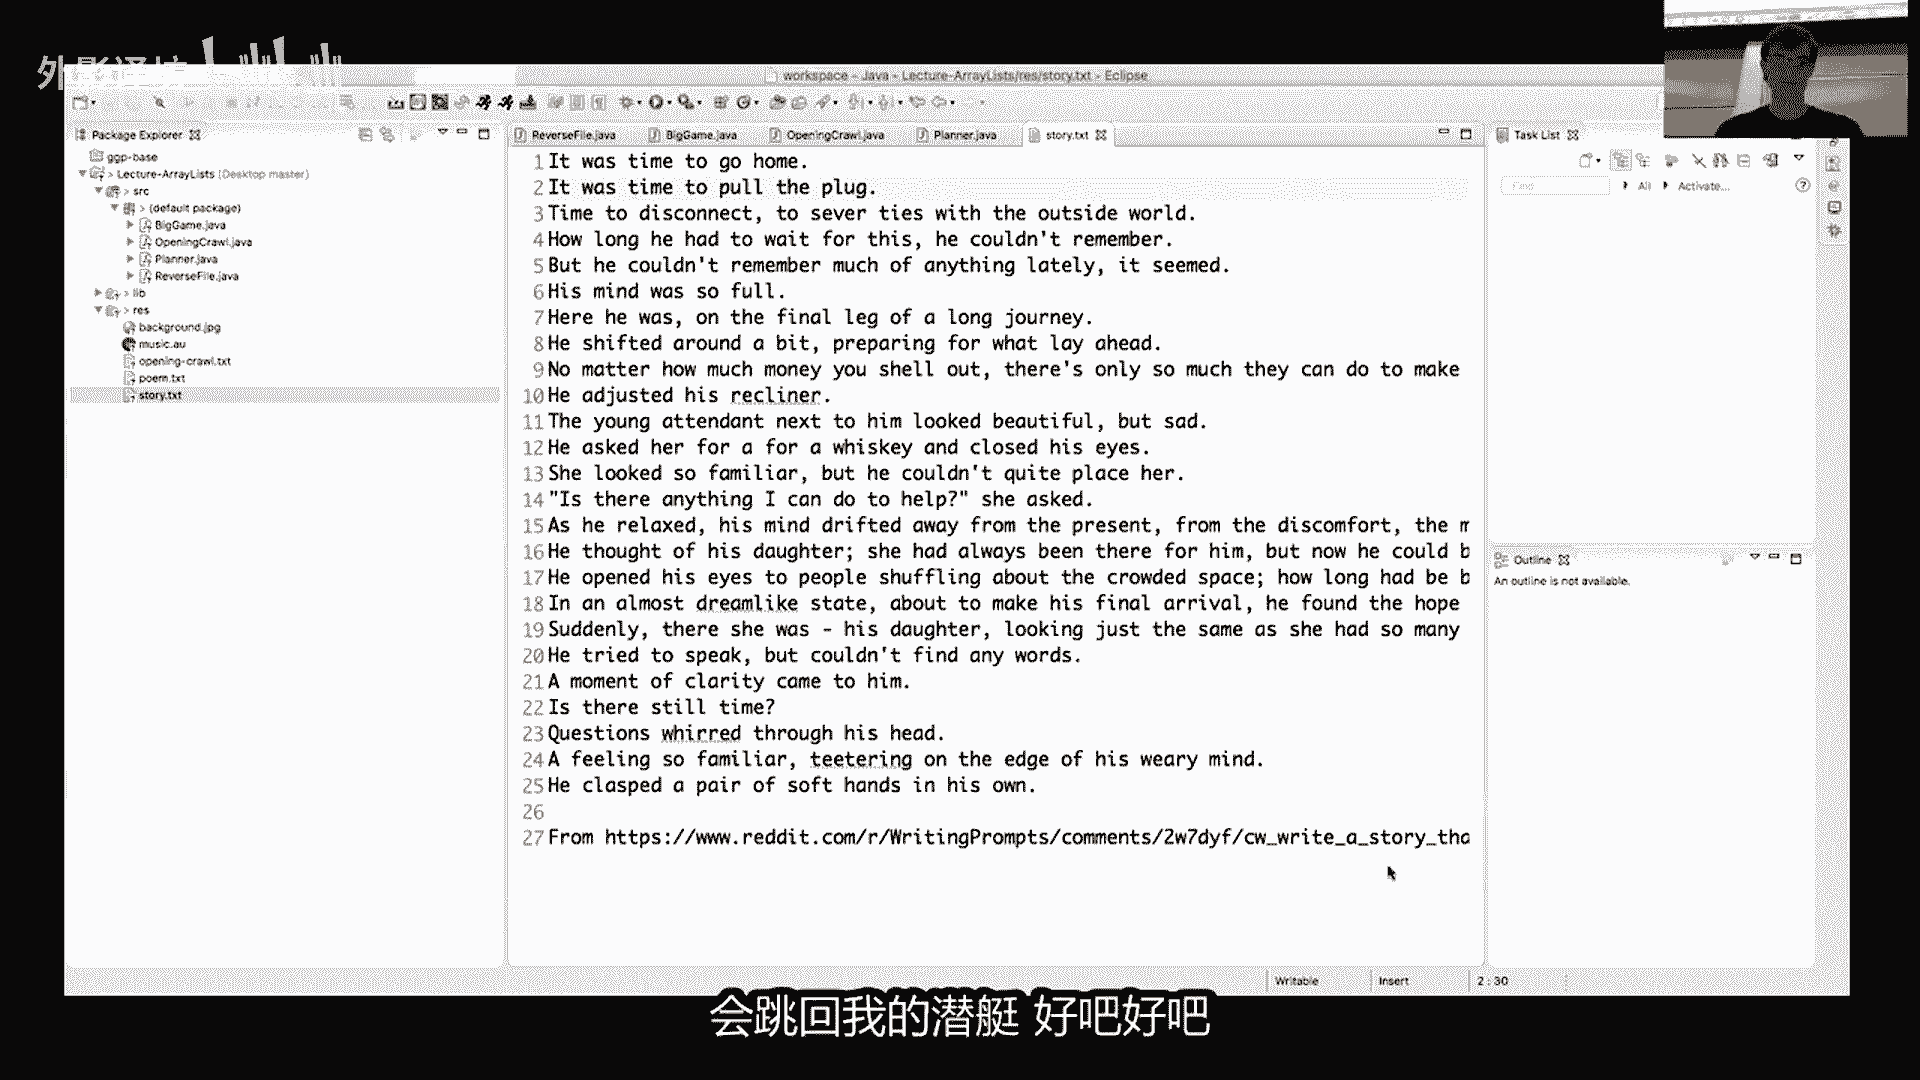 workspace - Java - Lecture-ArrayLists/res/story.txt - Eclipse
Package Explorer
ggp-base
> Lecture-ArrayLists (Desktop master)
> src
> (default package)
BigGame.java
OpeningCrawl.java
Planner.java
ReverseFile.java
> lib
> res
background.jpg
music.au
opening-crawl.txt
poem.txt
story.txt
ReverseFile.java BigGame.java OpeningCrawl.java Planner.java story.txt
1 It was time to go home.
2 It was time to pull the plug.
3 Time to disconnect, to sever ties with the outside world.
4 How long he had to wait for this, he couldn't remember.
5 But he couldn't remember much of anything lately, it seemed.
6 His mind was so full.
7 Here he was, on the final leg of a long journey.
8 He shifted around a bit, preparing for what lay ahead.
9 No matter how much money you shell out, there's only so much they can do to make
10 He adjusted his recliner.
11 The young attendant next to him looked beautiful, but sad.
12 He asked her for a for a whiskey and closed his eyes.
13 She looked so familiar, but he couldn't quite place her.
14 "Is there anything I can do to help?" she asked.
15 As he relaxed, his mind drifted away from the present, from the discomfort, the m
16 He thought of his daughter; she had always been there for him, but now he could b
17 He opened his eyes to people shuffling about the crowded space; how long had be b
18 In an almost dreamlike state, about to make his final arrival, he found the hope
19 Suddenly, there she was - his daughter, looking just the same as she had so many
20 He tried to speak, but couldn't find any words.
21 A moment of clarity came to him.
22 Is there still time?
23 Questions whirred through his head.
24 A feeling so familiar, teetering on the edge of his weary mind.
25 He clasped a pair of soft hands in his own.
26
27 From https://www.reddit.com/r/WritingPrompts/comments/2w7dyf/cw_write_a_story_tha
Task List
Find All Activate...
Outline
An outline is not available.
Writable Insert 2 : 30
会跳回我的潜艇 好吧好吧